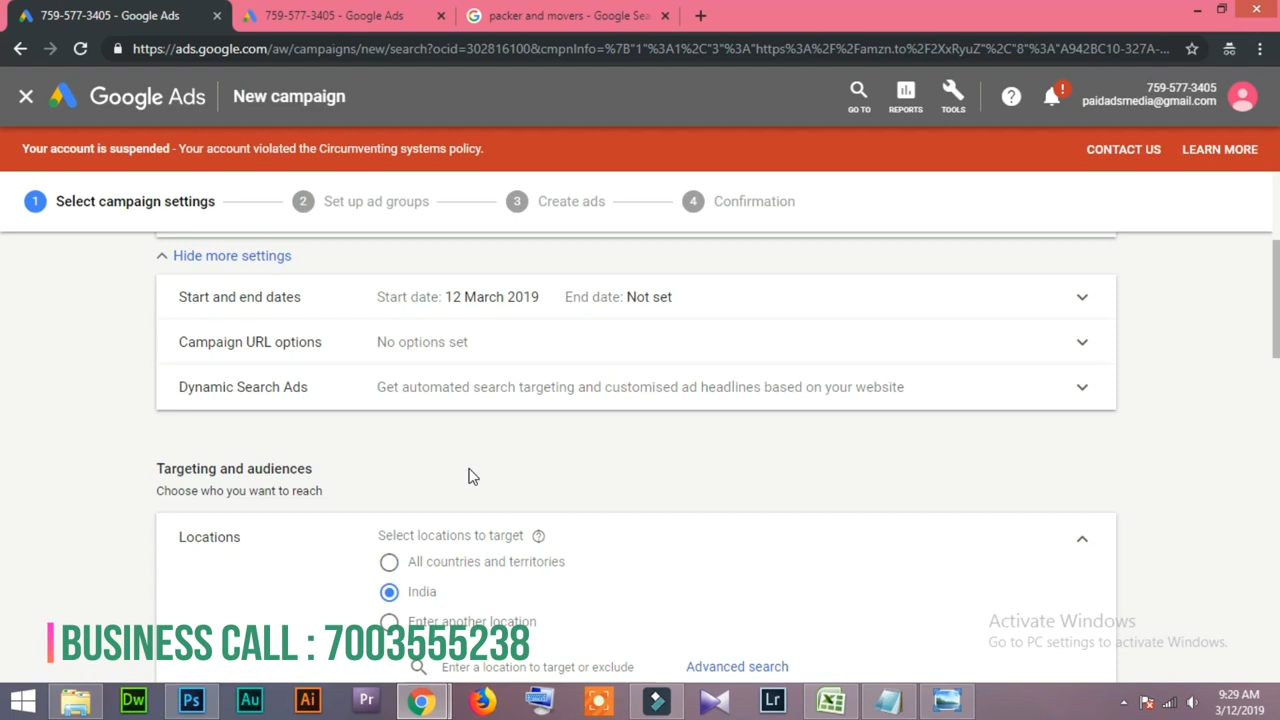 759-577-3405 - Google Ads
759-577-3405 - Google Ads
packer and movers - Google Sea
https://ads.google.com/aw/campaigns/new/search?ocid=302816100&cmpnInfo=%7B"1"%3A1%2C"3"%3A"https%3A%2F%2Famzn.to%2F2XxRyuZ"%2C"8"%3A"A942BC10-327A-...
Google Ads
New campaign
GO TO
REPORTS
TOOLS
759-577-3405
paidadsmedia@gmail.com
Your account is suspended - Your account violated the Circumventing systems policy.
CONTACT US
LEARN MORE
1 Select campaign settings
2 Set up ad groups
3 Create ads
4 Confirmation
Hide more settings
Start and end dates
Start date: 12 March 2019
End date: Not set
Campaign URL options
No options set
Dynamic Search Ads
Get automated search targeting and customised ad headlines based on your website
Targeting and audiences
Choose who you want to reach
Locations
Select locations to target
All countries and territories
India
Enter another location
Enter a location to target or exclude
Advanced search
BUSINESS CALL : 7003555238
Activate Windows
Go to PC settings to activate Windows.
Dw
Ps
Au
Ai
Pr
Lr
9:29 AM
3/12/2019